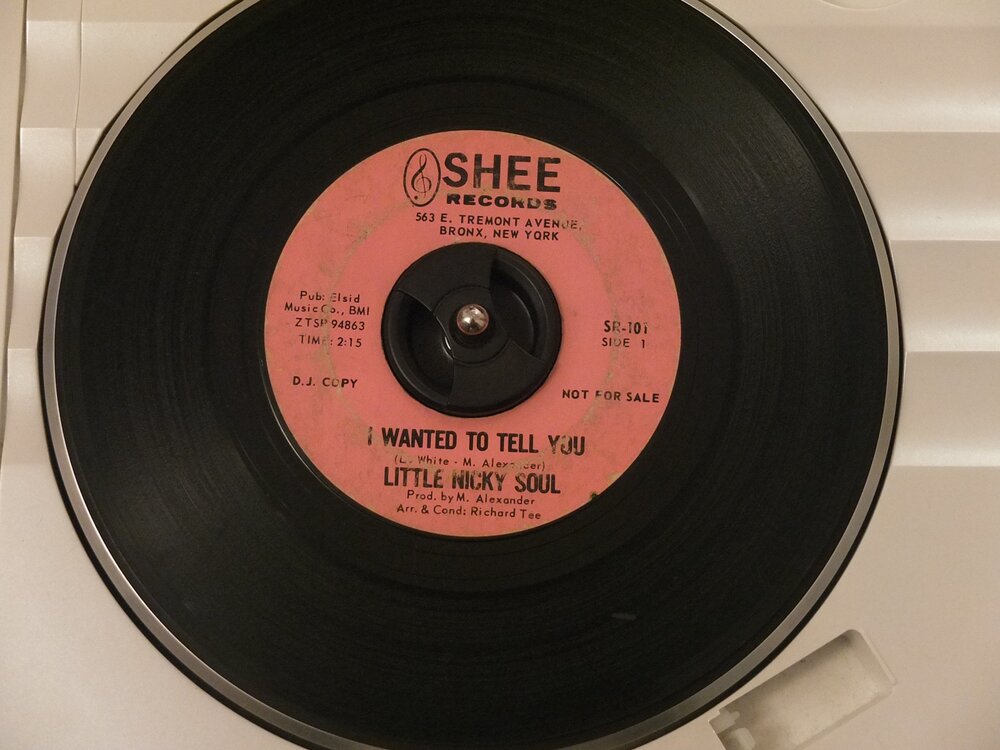 SHEE
RECORDS
563 E. TREMONT AVENUE,
BRONX, NEW YORK
Pub: Elsid
Music Co., BMI
ZTSP 94863
TIME: 2:15
D.J. COPY
SR-101
SIDE 1
NOT FOR SALE
I WANTED TO TELL YOU
(L. White - M. Alexander)
LITTLE NICKY SOUL
Prod. by M. Alexander
Arr. & Cond: Richard Tee